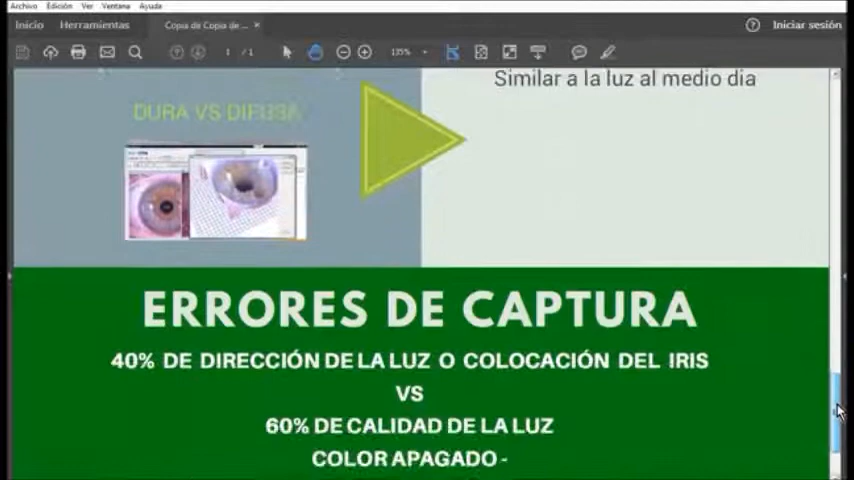 Archivo Edición Ver Ventana Ayuda
Inicio Herramientas Copia de Copia de ... × Iniciar sesión
1 / 1 135%
Similar a la luz al medio dia
DURA VS DIFUSA
ERRORES DE CAPTURA
40% DE DIRECCIÓN DE LA LUZ O COLOCACIÓN DEL IRIS
VS
60% DE CALIDAD DE LA LUZ
COLOR APAGADO -